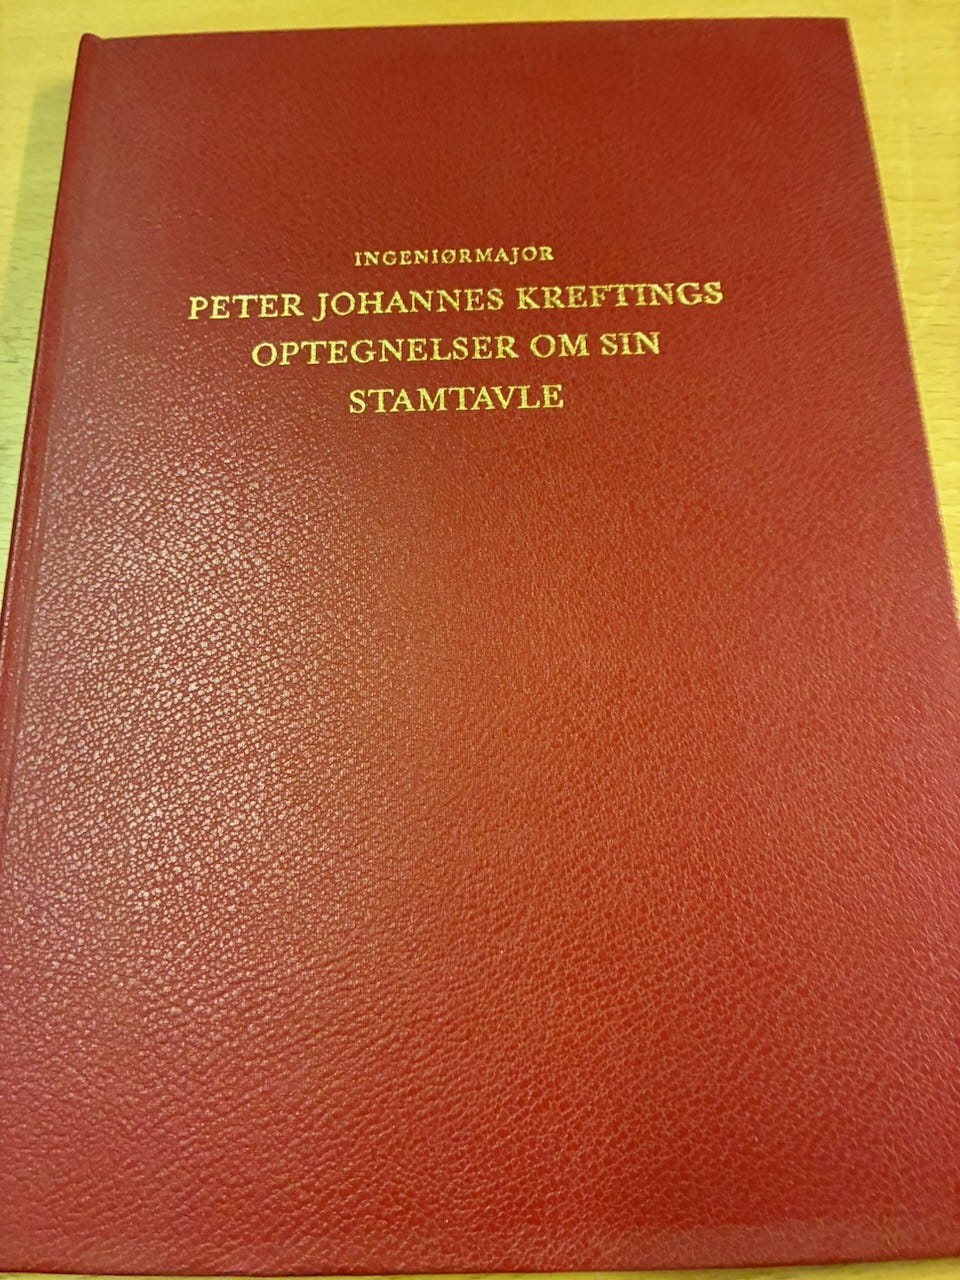 INGENIØRMAJOR
PETER JOHANNES KREFTINGS
OPTEGNELSER OM SIN
STAMTAVLE